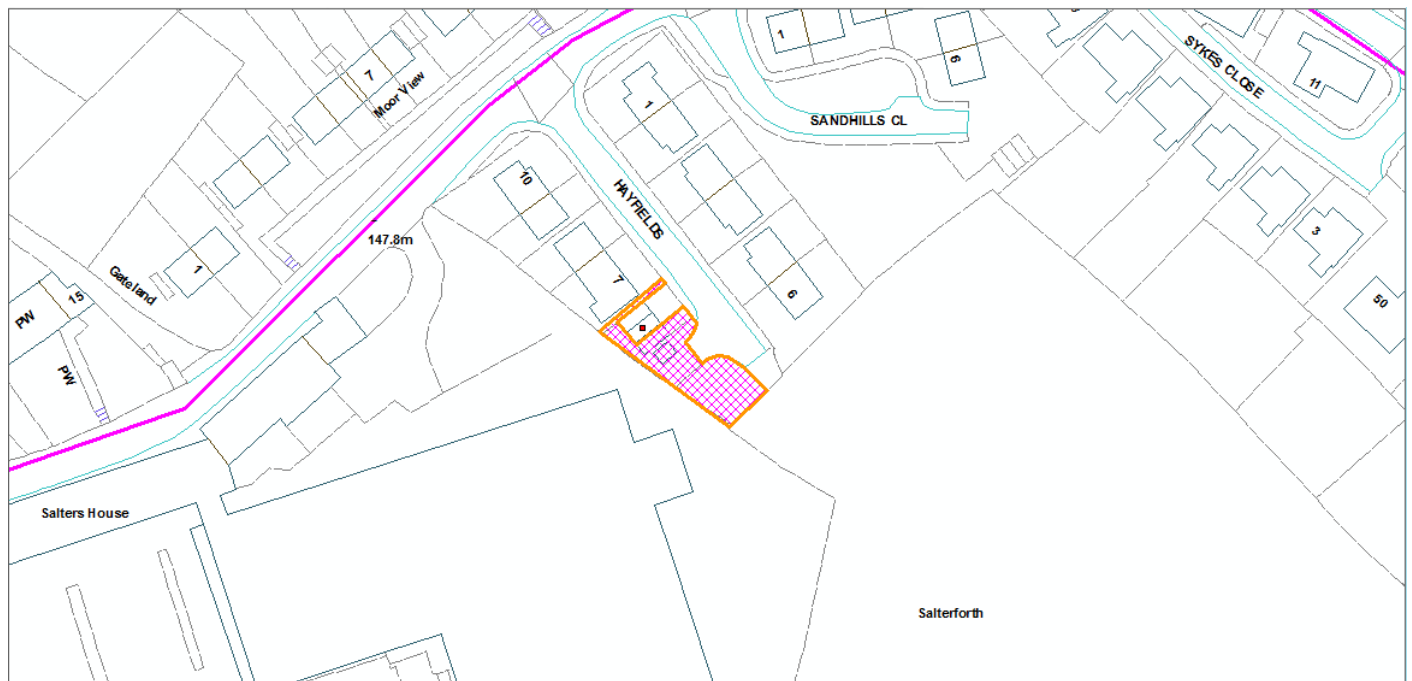 1
6
SYKES CLOSE
11
7
Moor View
1
SANDHILLS CL
10
HAYFIELDS
3
147.8m
7
Gateland
1
6
50
PW
15
PW
Salters House
Salterforth